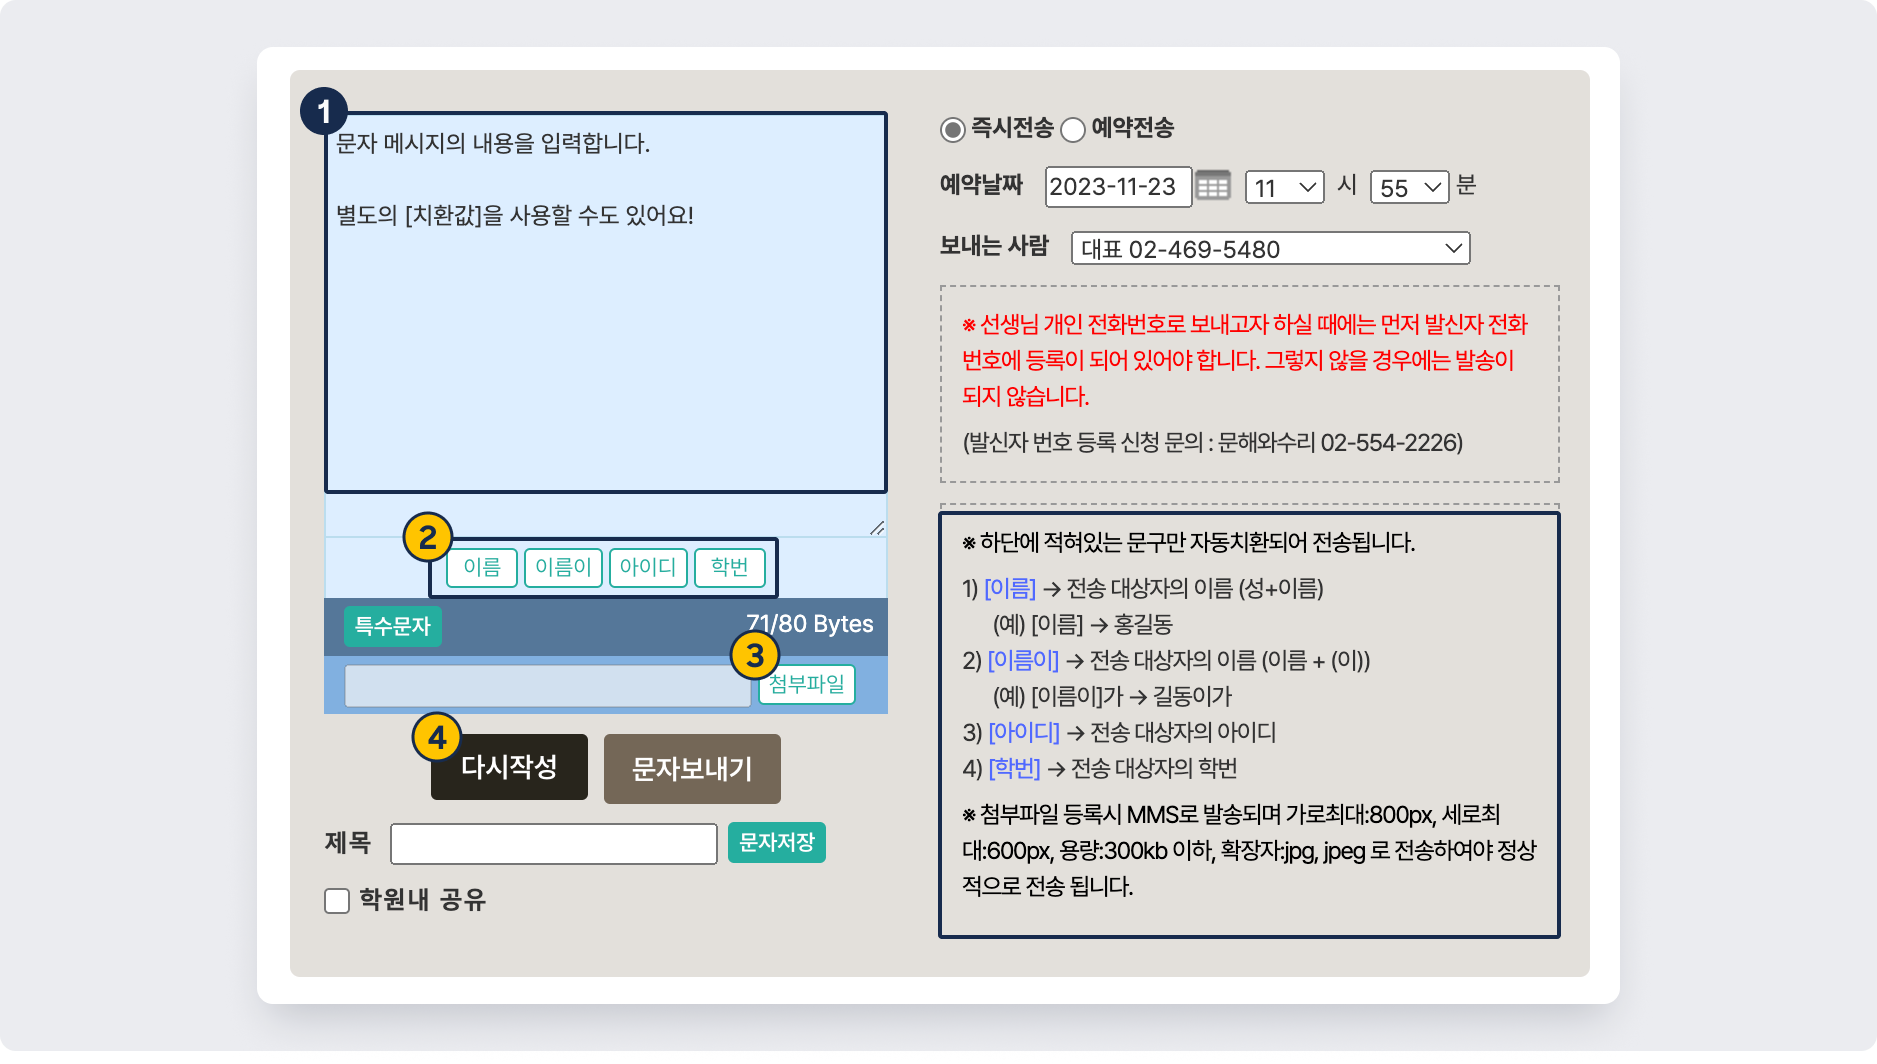 1
문자 메시지의 내용을 입력합니다.
별도의 [치환값]을 사용할 수도 있어요!
2
이름 이름이 아이디 학번
특수문자 71/80 Bytes
3
첨부파일
4
다시작성 문자보내기
제목 문자저장
학원내 공유
즉시전송 예약전송
예약날짜 2023-11-23 11 시 55 분
보내는 사람 대표 02-469-5480
※ 선생님 개인 전화번호로 보내고자 하실 때에는 먼저 발신자 전화
번호에 등록이 되어 있어야 합니다. 그렇지 않을 경우에는 발송이
되지 않습니다.
(발신자 번호 등록 신청 문의 : 문해와수리 02-554-2226)
※ 하단에 적혀있는 문구만 자동치환되어 전송됩니다.
1) [이름] → 전송 대상자의 이름 (성+이름)
(예) [이름] → 홍길동
2) [이름이] → 전송 대상자의 이름 (이름 + (이))
(예) [이름이]가 → 길동이가
3) [아이디] → 전송 대상자의 아이디
4) [학번] → 전송 대상자의 학번
※ 첨부파일 등록시 MMS로 발송되며 가로최대:800px, 세로최
대:600px, 용량:300kb 이하, 확장자:jpg, jpeg 로 전송하여야 정상
적으로 전송 됩니다.